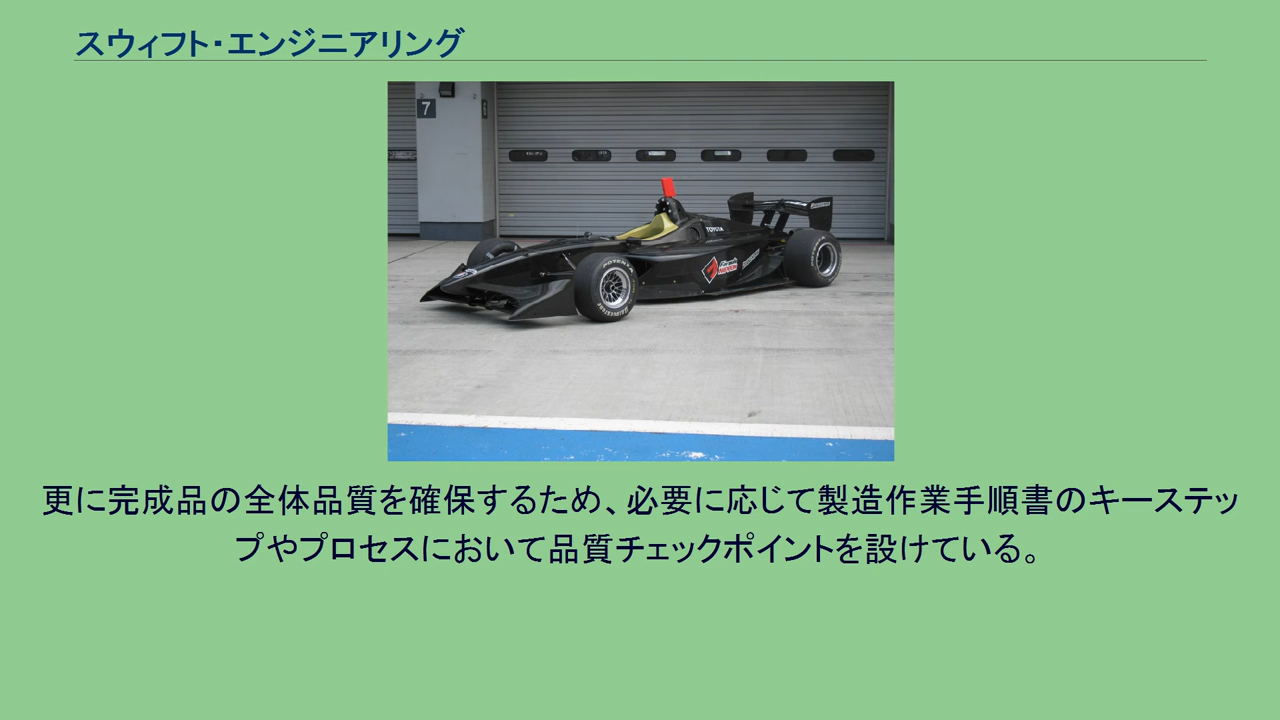 スウィフト・エンジニアリング
7
TOYOTA
POTENZA
BRIDGESTONE
更に完成品の全体品質を確保するため、必要に応じて製造作業手順書のキーステッ
プやプロセスにおいて品質チェックポイントを設けている。